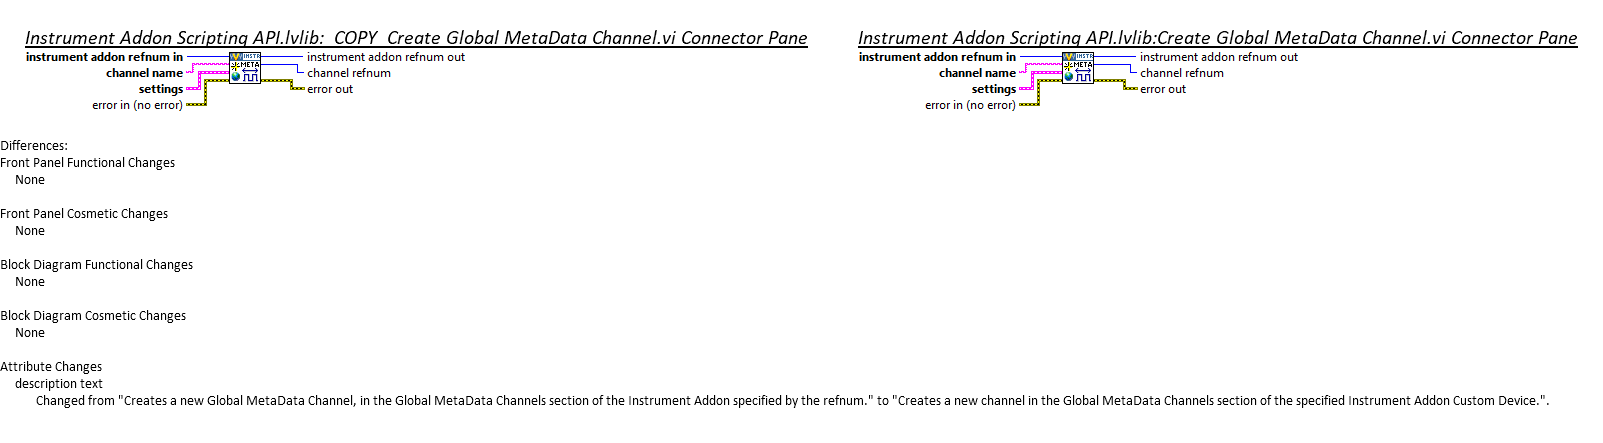 Instrument Addon Scripting API.lvlib:_COPY_Create Global MetaData Channel.vi Connector Pane
instrument addon refnum in
channel name
settings
error in (no error)
INSTR
META
instrument addon refnum out
channel refnum
error out
Instrument Addon Scripting API.lvlib:Create Global MetaData Channel.vi Connector Pane
instrument addon refnum in
channel name
settings
error in (no error)
INSTR
META
instrument addon refnum out
channel refnum
error out
Differences:
Front Panel Functional Changes
None
Front Panel Cosmetic Changes
None
Block Diagram Functional Changes
None
Block Diagram Cosmetic Changes
None
Attribute Changes
description text
Changed from "Creates a new Global MetaData Channel, in the Global MetaData Channels section of the Instrument Addon specified by the refnum." to "Creates a new channel in the Global MetaData Channels section of the specified Instrument Addon Custom Device.".